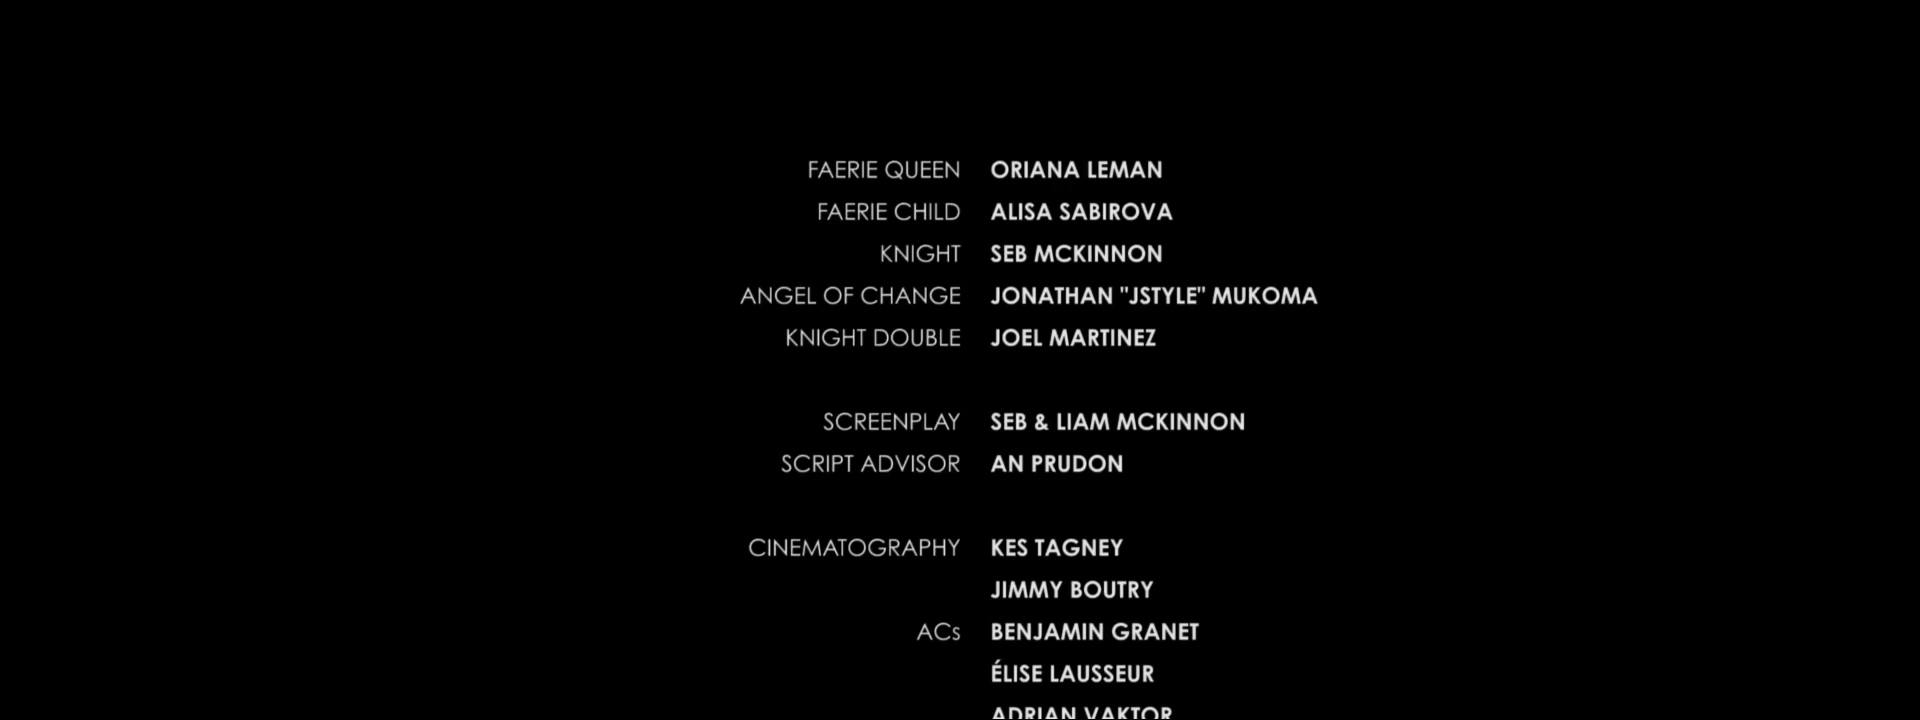 FAERIE QUEEN ORIANA LEMAN
FAERIE CHILD ALISA SABIROVA
KNIGHT SEB MCKINNON
ANGEL OF CHANGE JONATHAN "JSTYLE" MUKOMA
KNIGHT DOUBLE JOEL MARTINEZ
SCREENPLAY SEB & LIAM MCKINNON
SCRIPT ADVISOR AN PRUDON
CINEMATOGRAPHY KES TAGNEY
JIMMY BOUTRY
ACs BENJAMIN GRANET
ÉLISE LAUSSEUR
ADRIAN VAKTOR